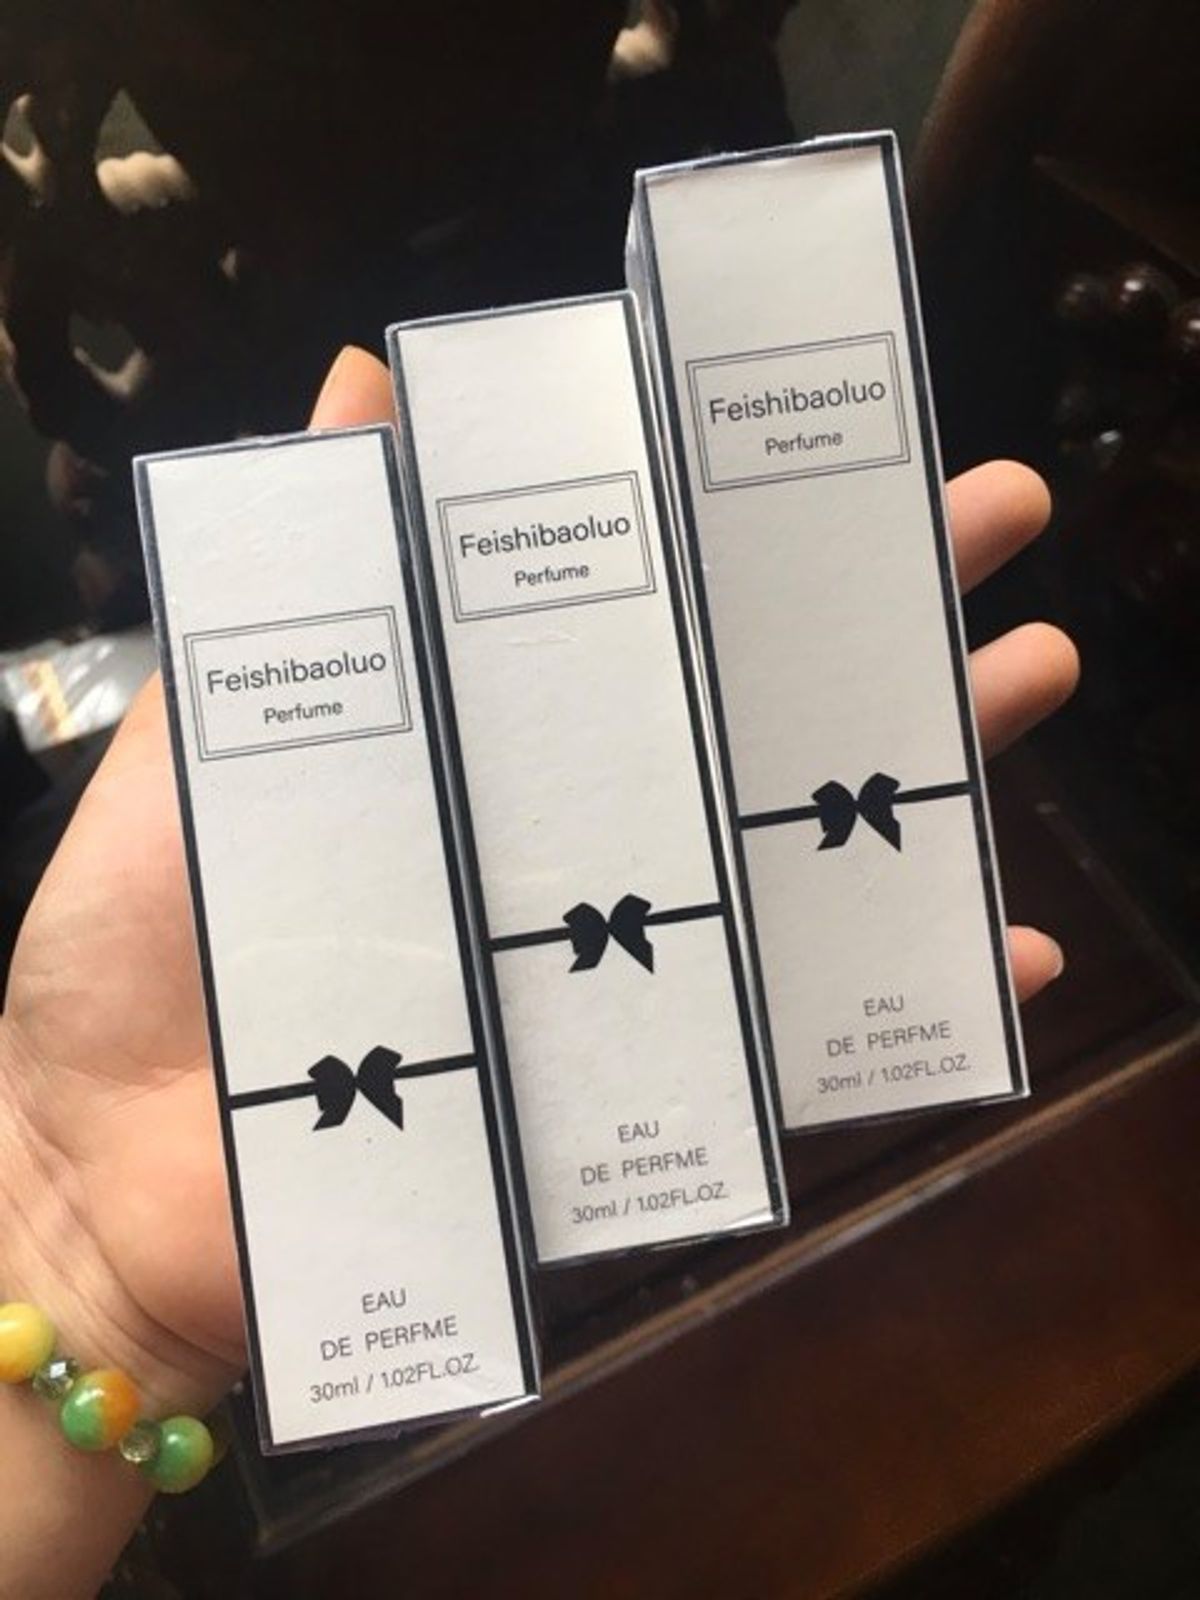 Feishibaoluo
Perfume
EAU
DE PERFME
30ml / 1.02FL.OZ.
Feishibaoluo
Perfume
EAU
DE PERFME
30ml / 1.02FL.OZ.
Feishibaoluo
Perfume
EAU
DE PERFME
30ml / 1.02FL.OZ.